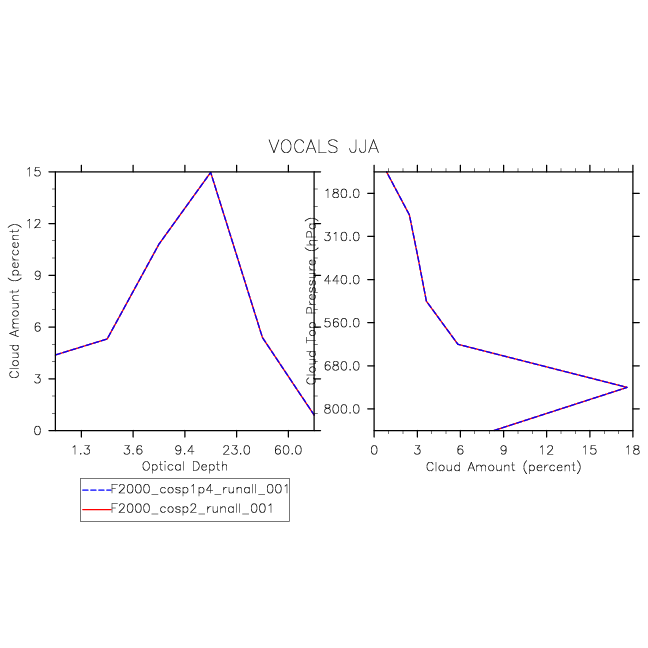 VOCALS JJA
Cloud Amount (percent)
15
12
9
6
3
0
1.3 3.6 9.4 23.0 60.0
Optical Depth
Cloud Top Pressure (hPa)
180.0
310.0
440.0
560.0
680.0
800.0
0 3 6 9 12 15 18
Cloud Amount (percent)
F2000_cosp1p4_runall_001
F2000_cosp2_runall_001